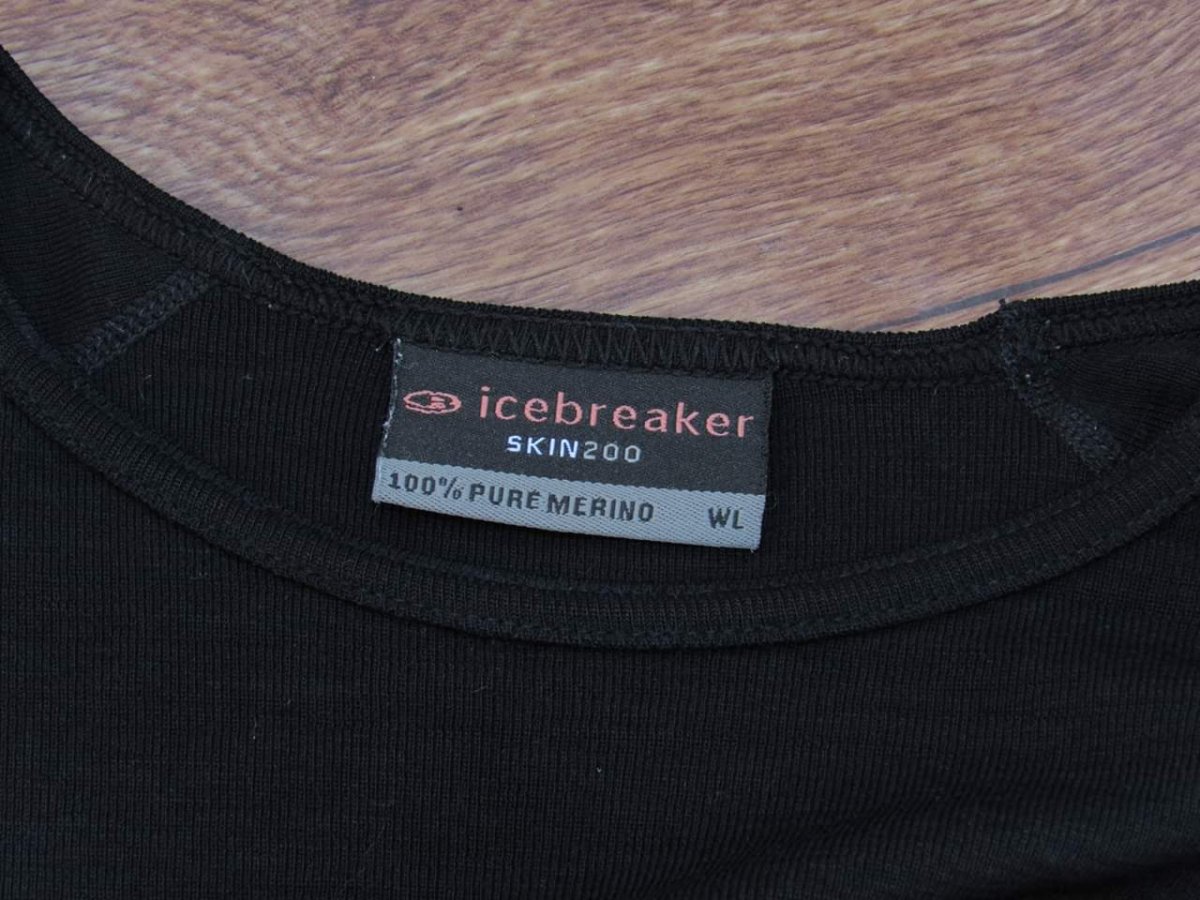 icebreaker
SKIN200
100% PURE MERINO WL